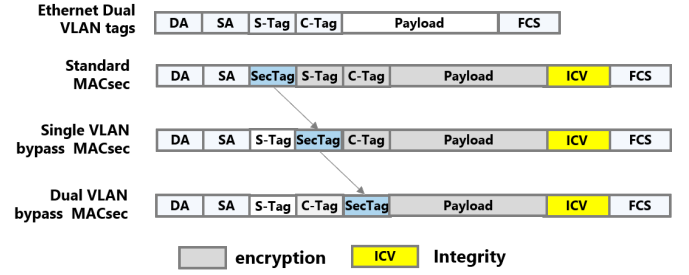 Ethernet Dual
VLAN tags
DA SA S-Tag C-Tag Payload FCS
Standard
MACsec
DA SA SecTag S-Tag C-Tag Payload ICV FCS
Single VLAN
bypass MACsec
DA SA S-Tag SecTag C-Tag Payload ICV FCS
Dual VLAN
bypass MACsec
DA SA S-Tag C-Tag SecTag Payload ICV FCS
encryption ICV Integrity